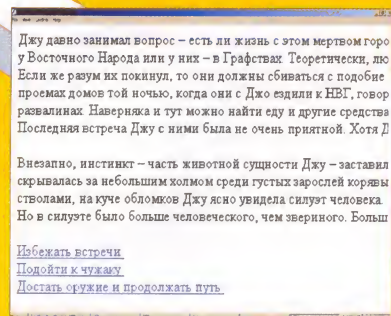 Джу давно занимал вопрос – есть ли жизнь с этом мертвом горо
у Восточного Народа или у них – в Графствах. Теоретически, лю
Если же разум их покинул, то они должны сбиваться с подобие
проемах домов той ночью, когда они с Джо ездили к НВГ, говор
развалинах. Наверняка и тут можно найти еду и другие средства
Последняя встреча Джу с ними была не очень приятной. Хотя Д
Внезапно, инстинкт – часть животной сущности Джу – заставил
скрывалась за небольшим холмом среди густых зарослей корявы
стволами, на куче обломков Джу ясно увидела силуэт человека.
Но в силуэте было больше человеческого, чем звериного. Больш
Избежать встречи
Подойти к чужаку
Достать оружие и продолжать путь